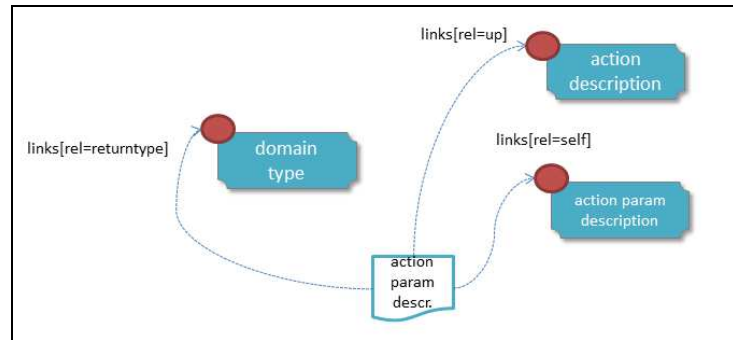 links[rel=up]
action
description
links[rel=returntype]
domain
type
links[rel=self]
action param
description
action
param
descr.